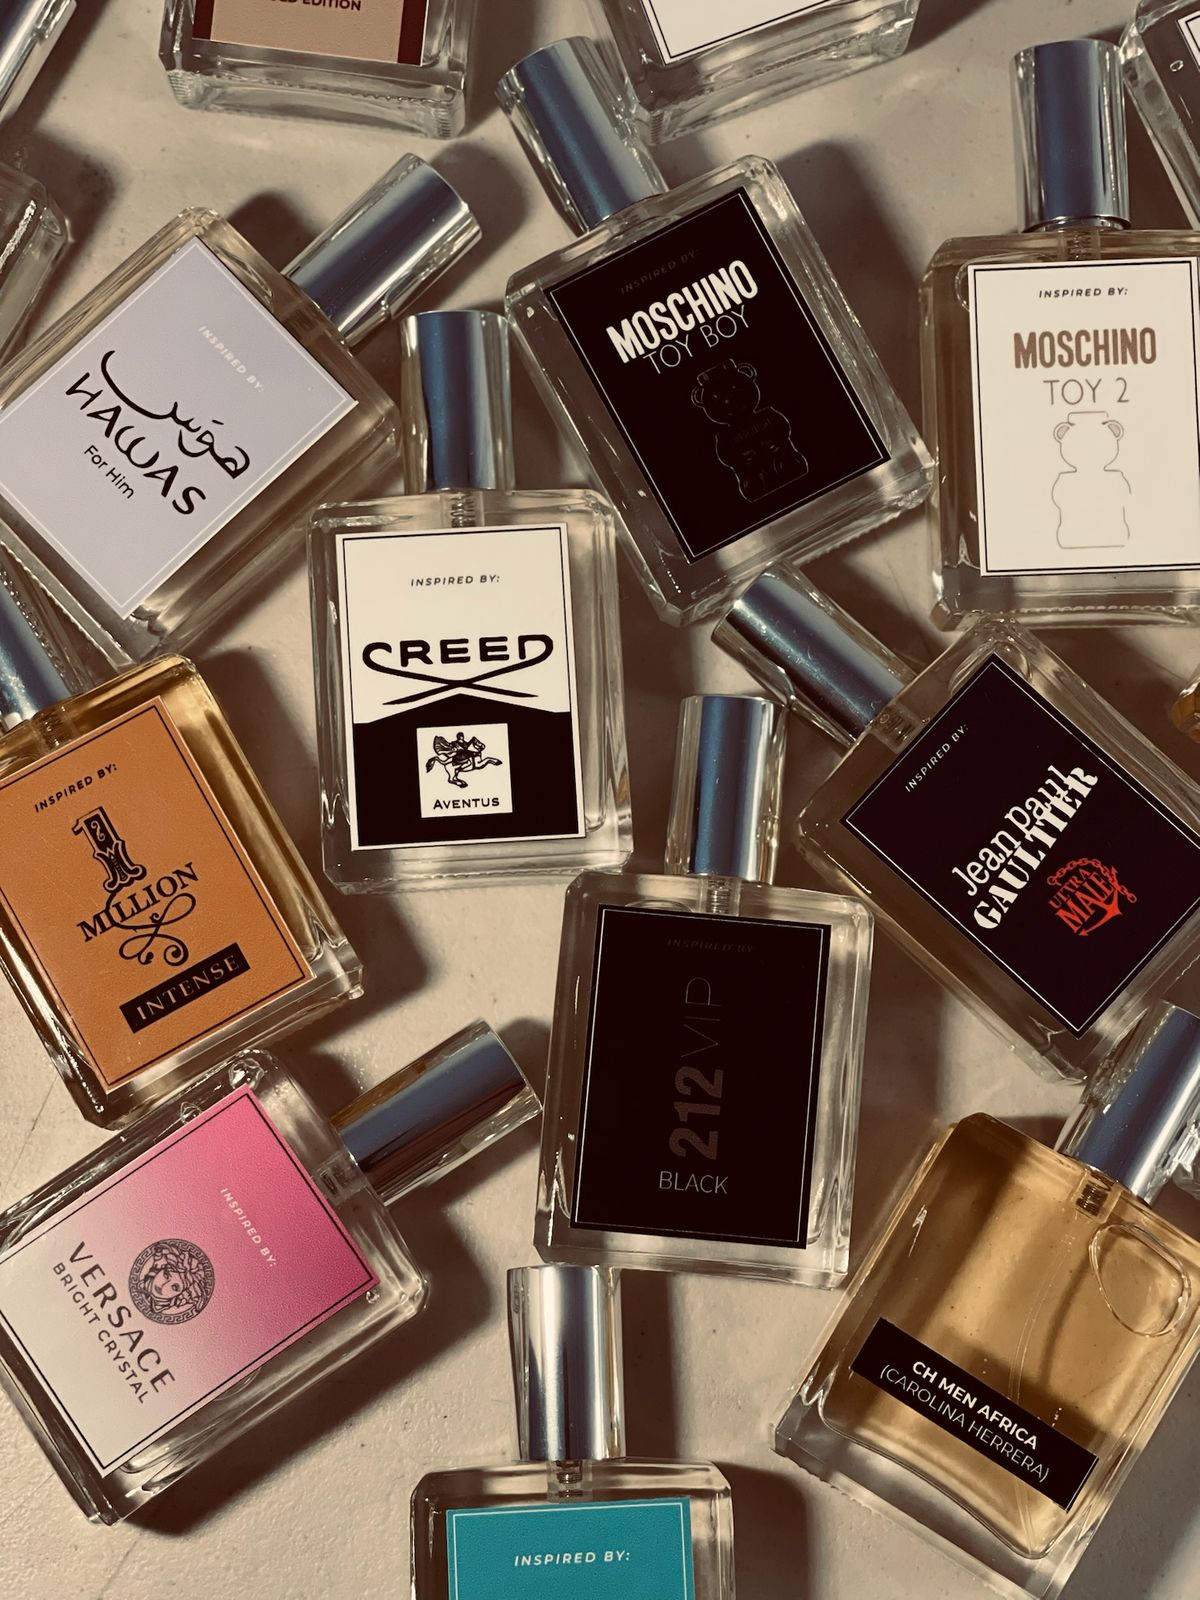 EDITION
INSPIRED BY:
هوَس
HAWAS
For Him
INSPIRED BY:
MOSCHINO
TOY BOY
INSPIRED BY:
MOSCHINO
TOY 2
INSPIRED BY:
CREED
AVENTUS
INSPIRED BY:
1
MILLION
INTENSE
INSPIRED BY:
Jean Paul
GAULTIER
ULTRA
MALE
INSPIRED BY:
212 VIP
BLACK
INSPIRED BY:
VERSACE
BRIGHT CRYSTAL
CH MEN AFRICA
(CAROLINA HERRERA)
INSPIRED BY: